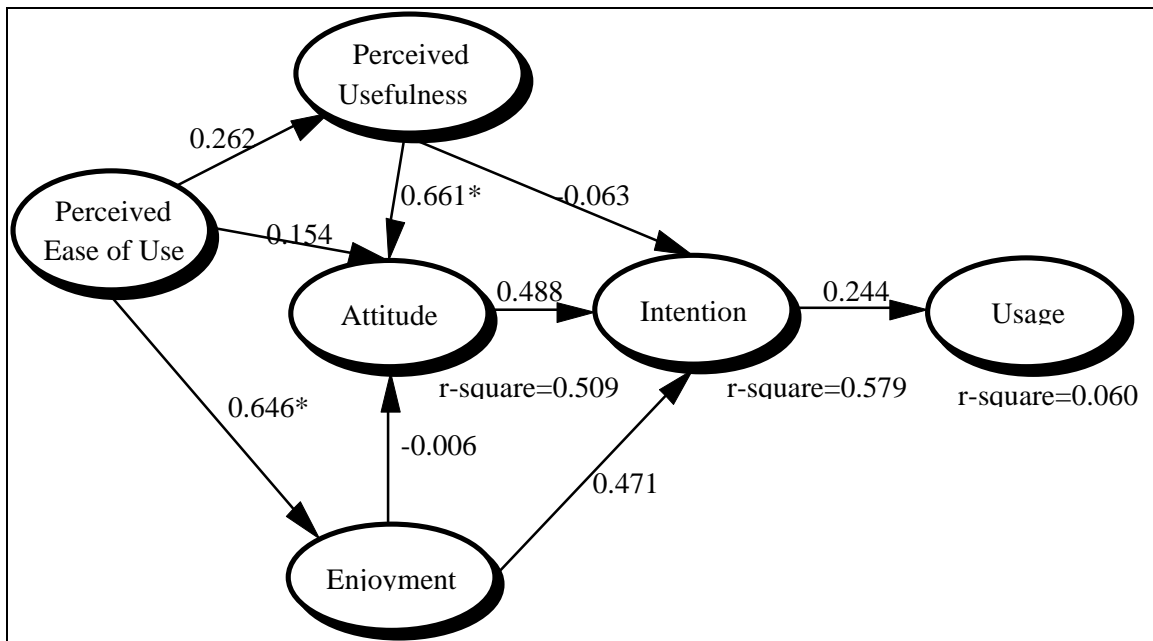 Perceived
Usefulness
0.262
0.661*
-0.063
Perceived
Ease of Use
0.154
Attitude
0.488
Intention
0.244
Usage
r-square=0.509
r-square=0.579
r-square=0.060
0.646*
-0.006
0.471
Enjoyment